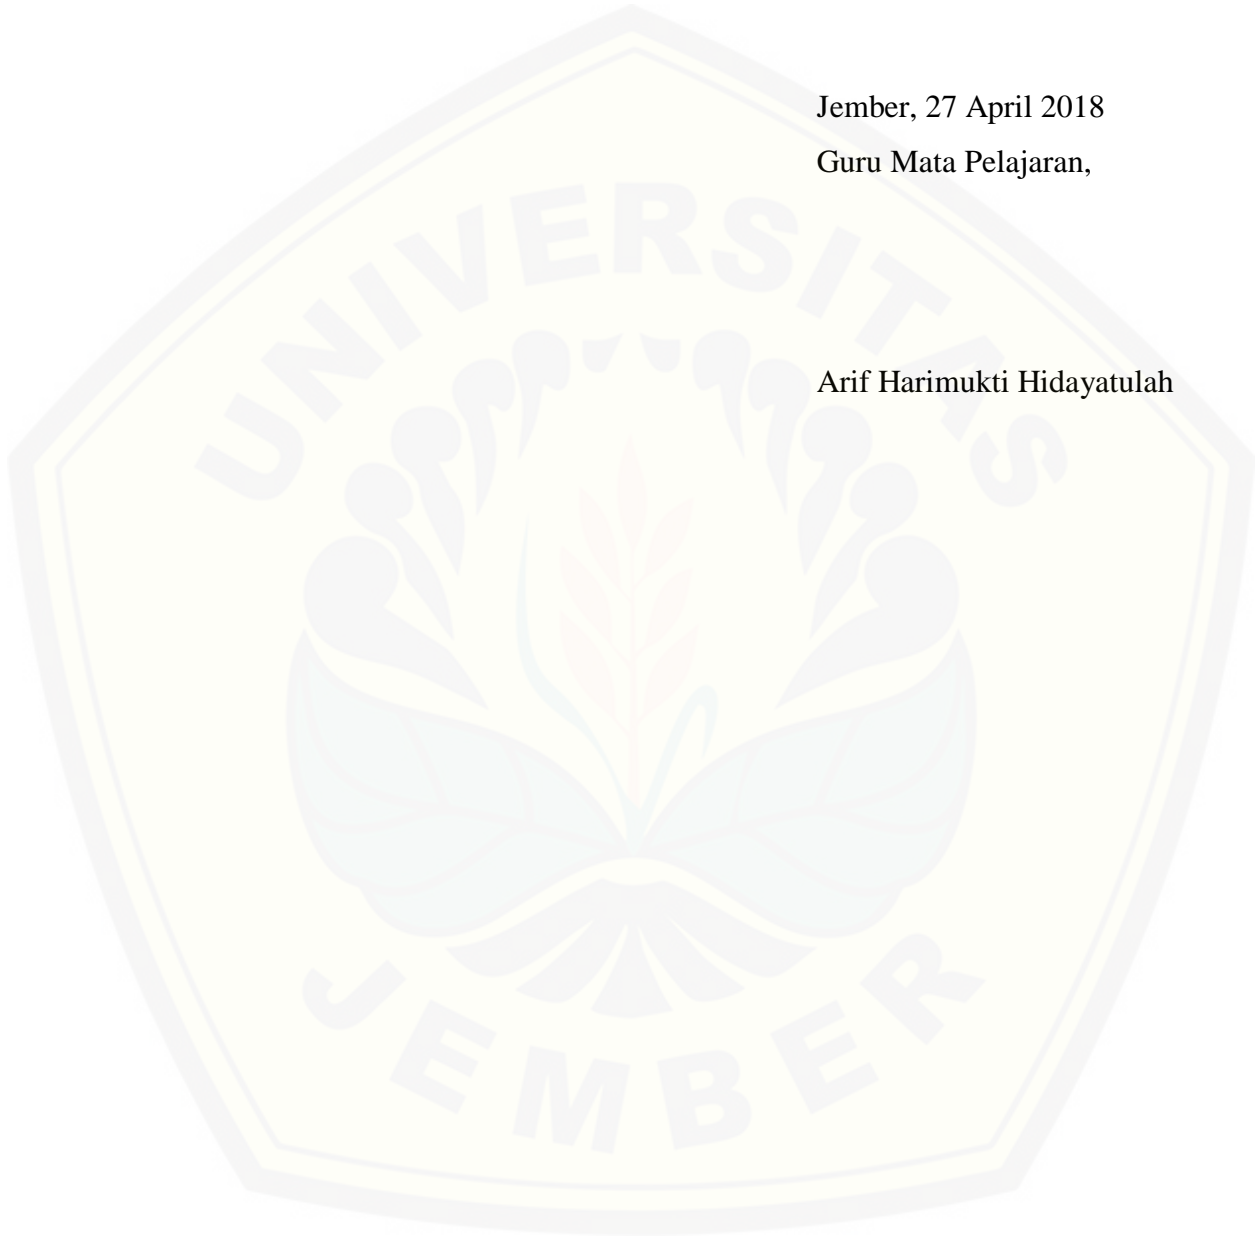 Jember, 27 April 2018
Guru Mata Pelajaran,
UNIVERSITAS
Arif Harimukti Hidayatulah
JEMBER